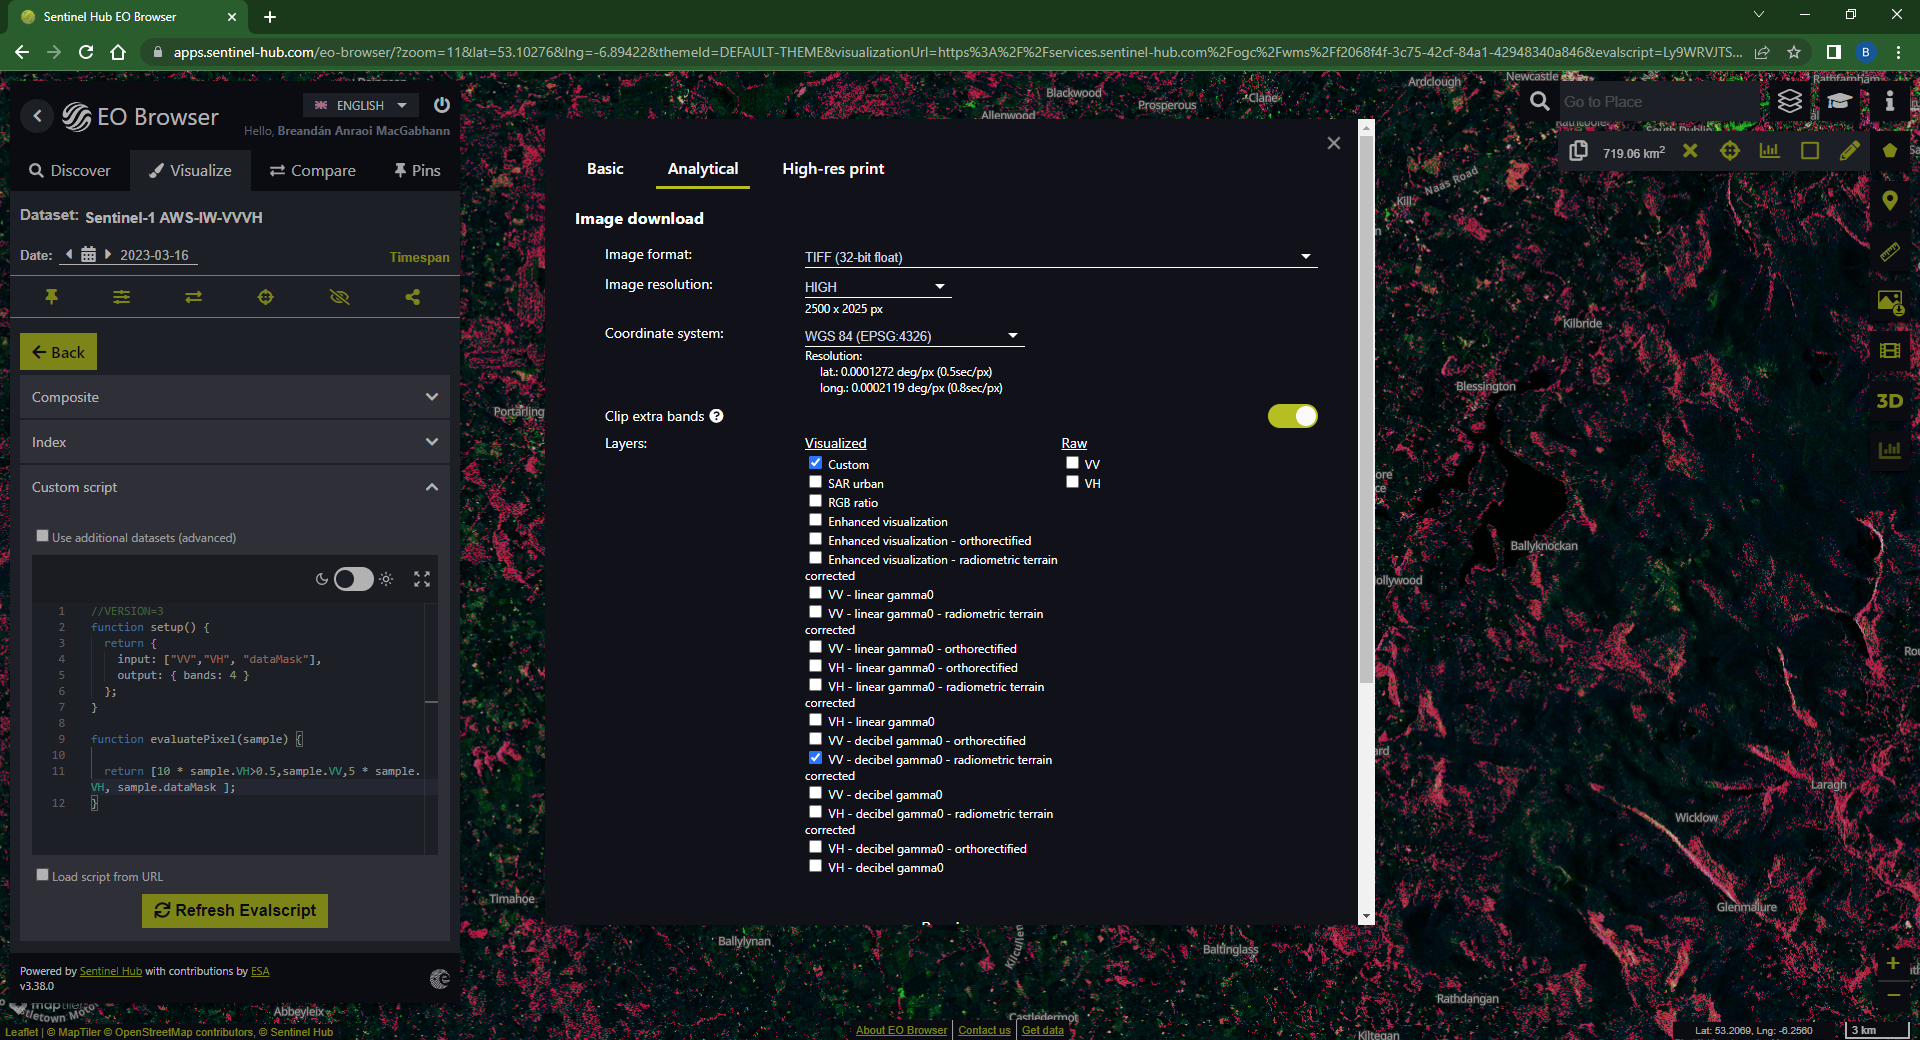 Sentinel Hub EO Browser
apps.sentinel-hub.com/eo-browser/?zoom=11&lat=53.10276&lng=-6.89422&themeId=DEFAULT-THEME&visualizationUrl=https%3A%2F%2Fservices.sentinel-hub.com%2Fogc%2Fwms%2Ff2068f4f-3c75-42cf-84a1-42948340a846&evalscript=Ly9WRVJTS...
B
ENGLISH
EO Browser
Hello, Breandán Anraoi MacGabhann
Discover
Visualize
Compare
Pins
Dataset: Sentinel-1 AWS-IW-VVVH
Date: 2023-03-16
Timespan
Back
Composite
Index
Custom script
Use additional datasets (advanced)
1 //VERSION=3
2 function setup() {
3 return {
4 input: ["VV","VH", "dataMask"],
5 output: { bands: 4 }
6 };
7 }
8
9 function evaluatePixel(sample) {
10
11 return [10 * sample.VH>0.5,sample.VV,5 * sample.
VH, sample.dataMask ];
12 }
Load script from URL
Refresh Evalscript
Powered by Sentinel Hub with contributions by ESA
v3.38.0
Basic
Analytical
High-res print
Image download
Image format: TIFF (32-bit float)
Image resolution: HIGH
2500 x 2025 px
Coordinate system: WGS 84 (EPSG:4326)
Resolution:
lat.: 0.0001272 deg/px (0.5sec/px)
long.: 0.0002119 deg/px (0.8sec/px)
Clip extra bands ?
Layers:
Visualized
Custom
SAR urban
RGB ratio
Enhanced visualization
Enhanced visualization - orthorectified
Enhanced visualization - radiometric terrain
corrected
VV - linear gamma0
VV - linear gamma0 - radiometric terrain
corrected
VV - linear gamma0 - orthorectified
VH - linear gamma0 - orthorectified
VH - linear gamma0 - radiometric terrain
corrected
VH - linear gamma0
VV - decibel gamma0 - orthorectified
VV - decibel gamma0 - radiometric terrain
corrected
VV - decibel gamma0
VH - decibel gamma0 - radiometric terrain
corrected
VH - decibel gamma0 - orthorectified
VH - decibel gamma0
Raw
VV
VH
Go to Place
719.06 km2
3D
Blackwood
Prosperous
Clane
Allenwood
Ardclough
Newcastle
Rathfarnham
South Dublin
Naas Road
Kill
Kilbride
Blessington
Portarling
Ballyknockan
ollywood
Laragh
Wicklow
Glenmalure
Timahoe
Ballylynan
Kilcullen
Baltinglass
Rathdangan
Castledermot
Kiltegan
Abbeyleix
maptiler
tletown Moto
Leaflet | © MapTiler © OpenStreetMap contributors, © Sentinel Hub
About EO Browser
Contact us
Get data
Lat: 53.2069, Lng: -6.2560
3 km